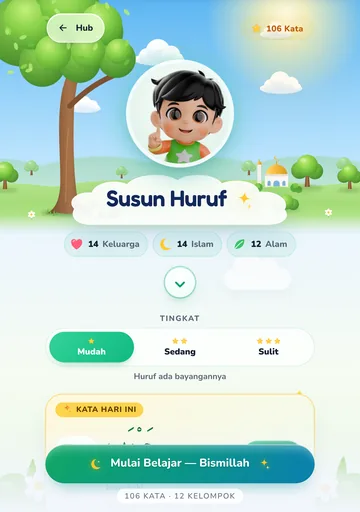 ← Hub
106 Kata
Susun Huruf
14 Keluarga
14 Islam
12 Alam
TINGKAT
Mudah
Sedang
Sulit
Huruf ada bayangannya
KATA HARI INI
Mulai Belajar — Bismillah
106 KATA · 12 KELOMPOK